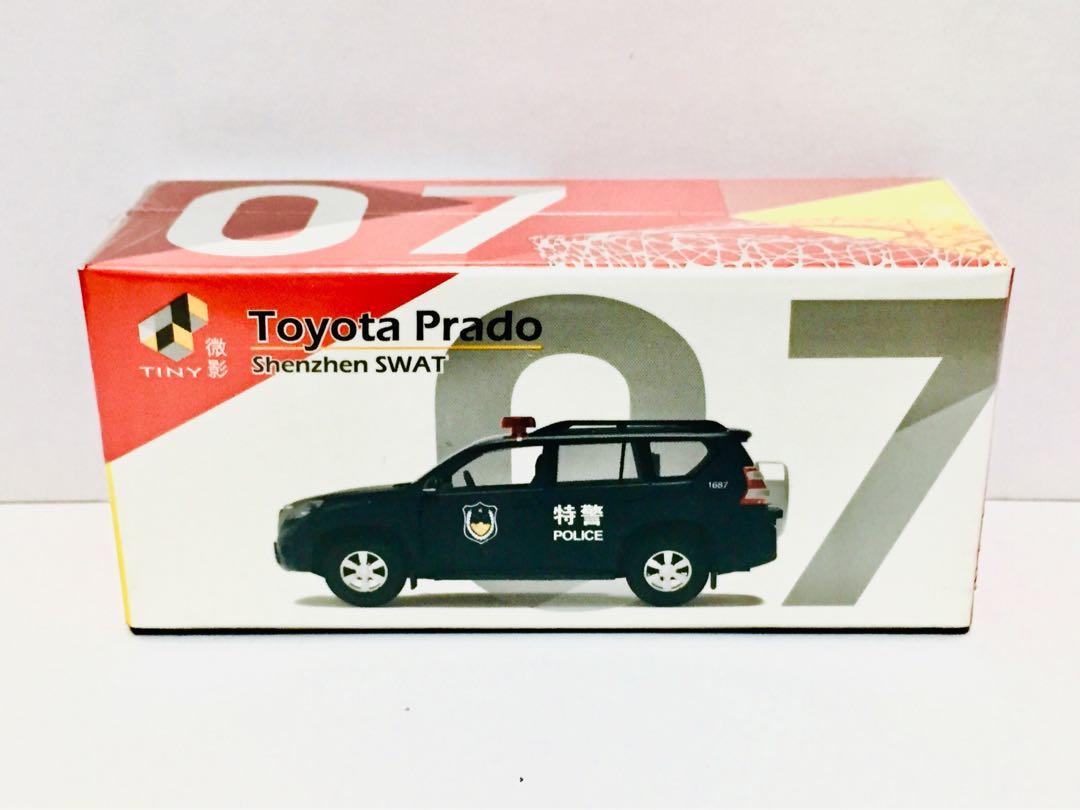 07
TINY 微影
Toyota Prado
Shenzhen SWAT
07
1687
特警
POLICE